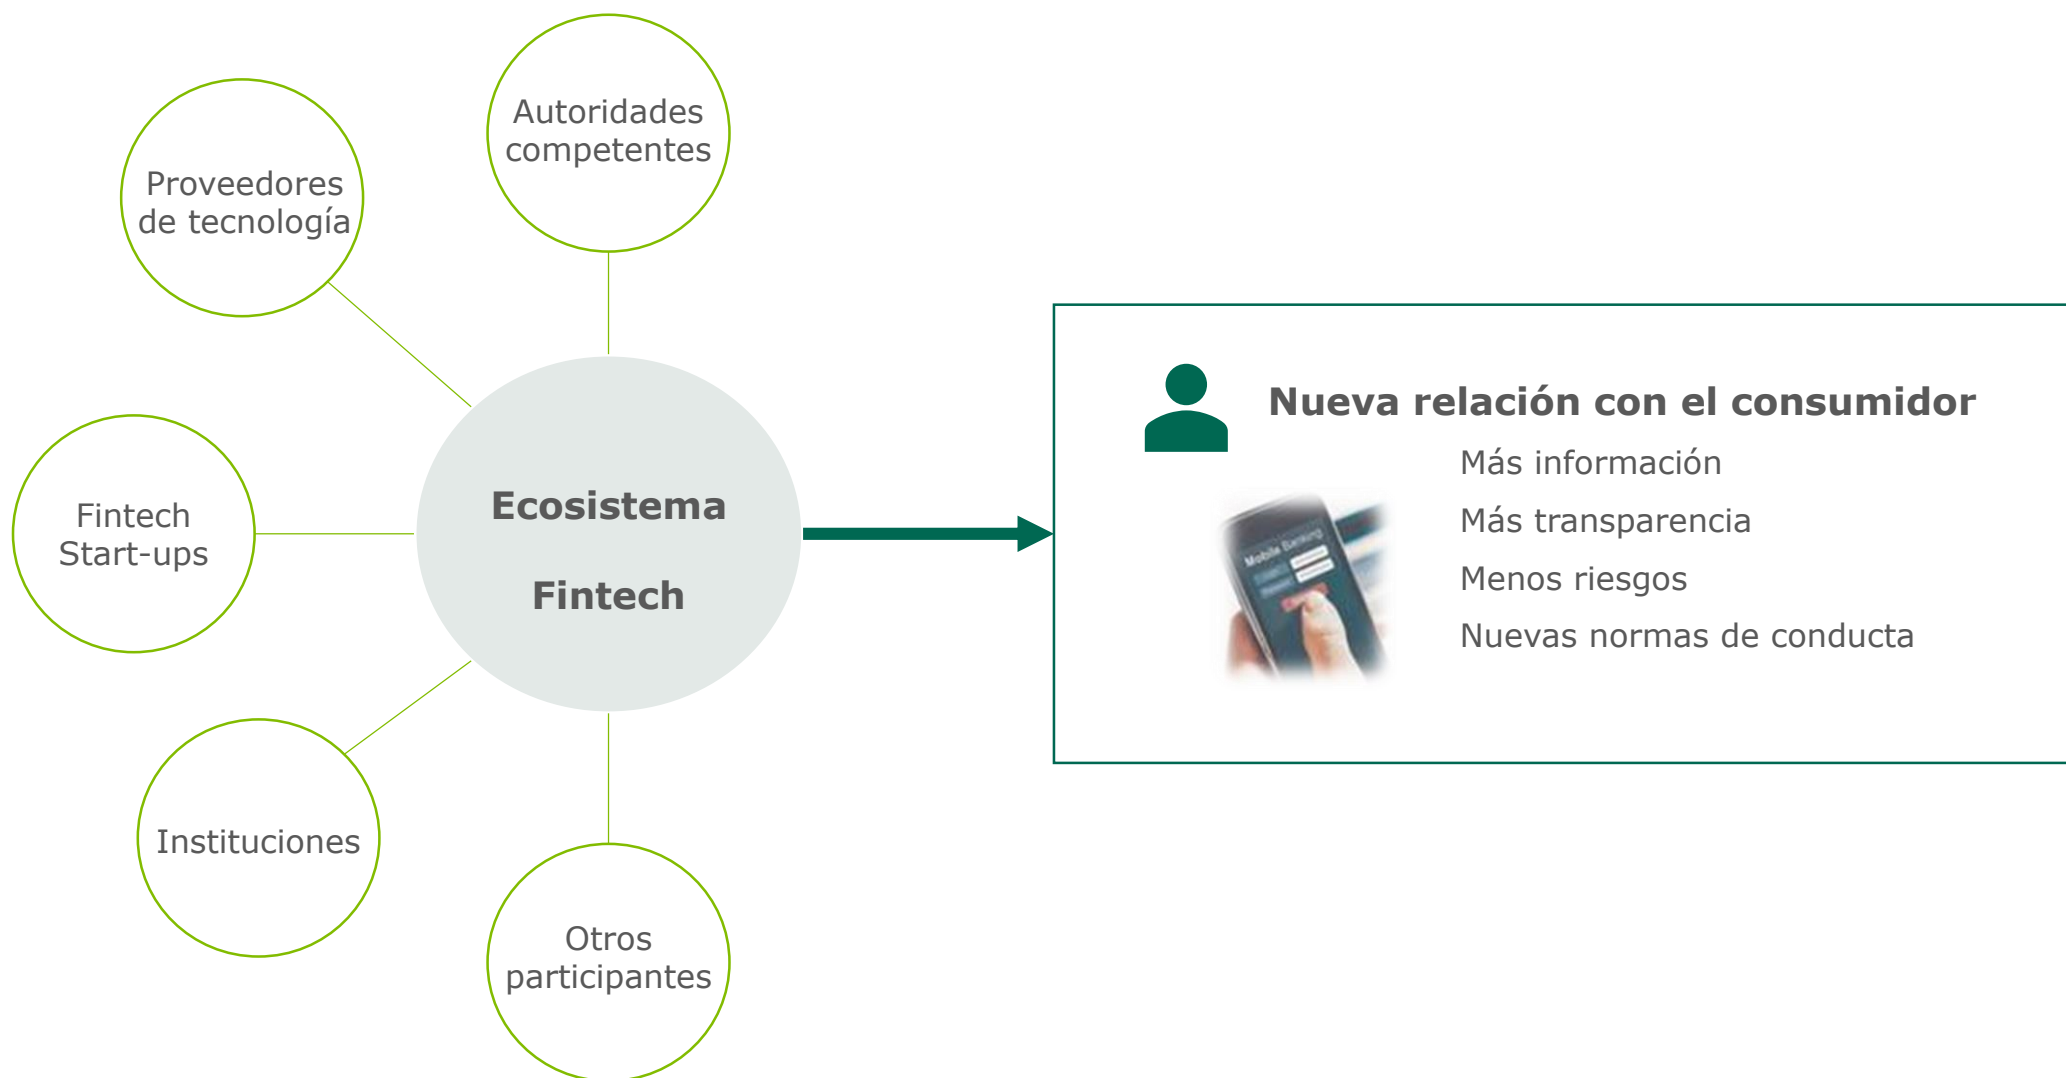 Autoridades
competentes
Proveedores
de tecnología
Fintech
Start-ups
Instituciones
Otros
participantes
Ecosistema
Fintech
Nueva relación con el consumidor
Más información
Más transparencia
Menos riesgos
Nuevas normas de conducta
Mobile Banking